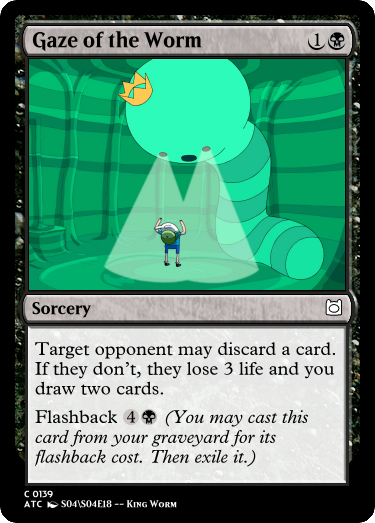 Gaze of the Worm 1
Sorcery
Target opponent may discard a card.
If they don't, they lose 3 life and you
draw two cards.
Flashback 4 (You may cast this
card from your graveyard for its
flashback cost. Then exile it.)
C 0139
ATC S04\S04E18 -- King Worm